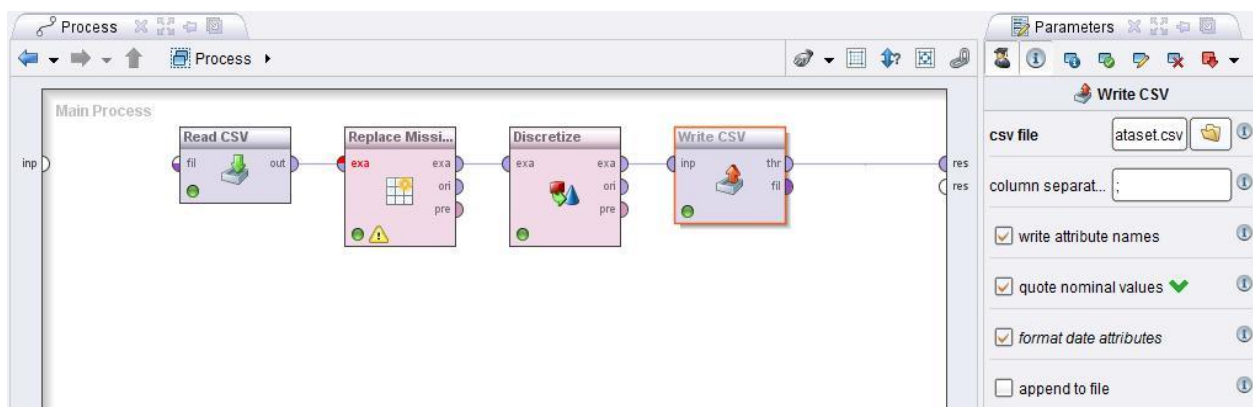 Process
Parameters
Process
Write CSV
Main Process
inp
Read CSV
fil
out
Replace Missi...
exa
exa
ori
pre
Discretize
exa
exa
ori
pre
Write CSV
inp
thr
fil
res
res
csv file
ataset.csv
column separat...
;
write attribute names
quote nominal values
format date attributes
append to file